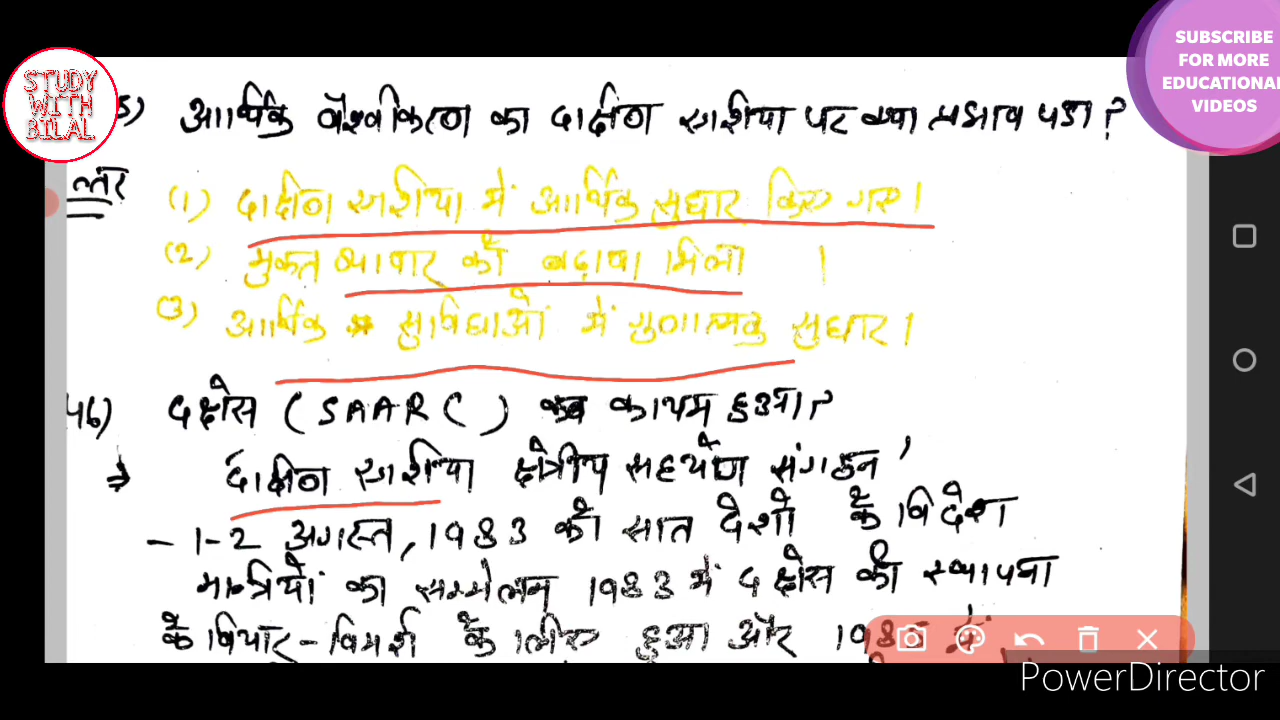 STUDY
WITH
BILAL
SUBSCRIBE
FOR MORE
EDUCATIONAL
VIDEOS
5) आर्थिक वैश्वीकरण का दक्षिण एशिया पर क्या प्रभाव पड़ा?
त्तर
(1) दक्षिण एशिया में आर्थिक सुधार किए गए।
(2) मुक्त व्यापार को बढ़ावा मिला ।
(3) आर्थिक सुविधाओं में गुणात्मक सुधार।
46) दक्षेस (SAARC) कब कायम हुआ?
⇒ दक्षिण एशिया क्षेत्रीय सहयोग संगठन'
- 1-2 अगस्त, 1983 को सात देशो के विदेश
मन्त्रियों का सम्मेलन 1983 में दक्षेस की स्थापना
के विचार-विमर्श के लिए हुआ और 1985 में
PowerDirector